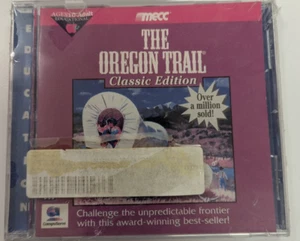 mecc
THE
OREGON TRAIL
Classic Edition
Over
a million
sold!
EDUCATION
Challenge the unpredictable frontier
with this award-winning best-seller!